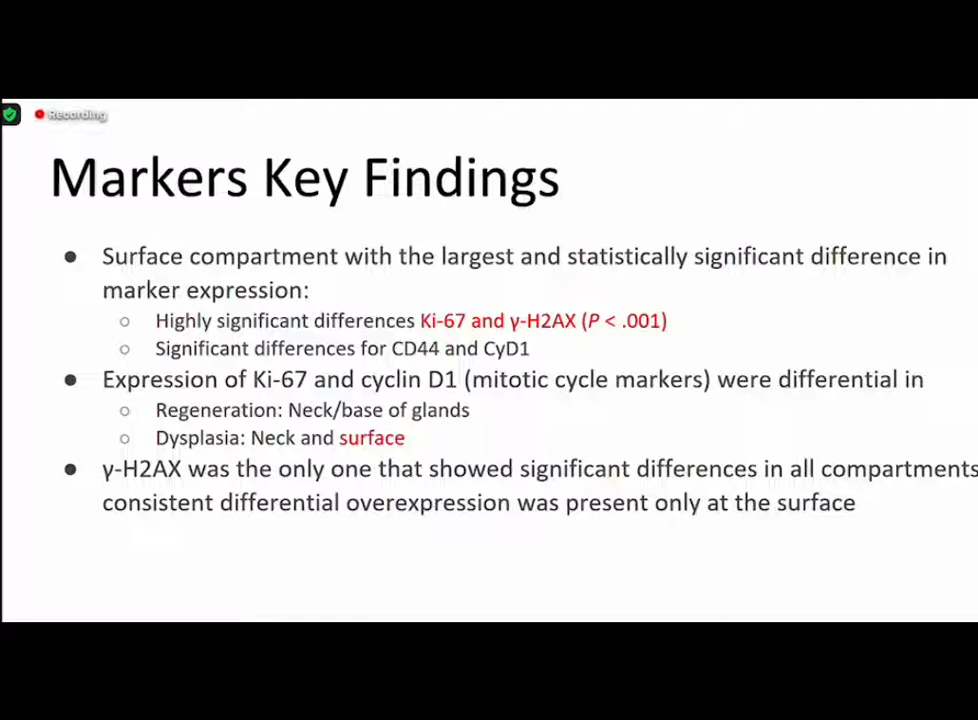 Recording
Markers Key Findings
● Surface compartment with the largest and statistically significant difference in
marker expression:
○ Highly significant differences Ki-67 and γ-H2AX (P < .001)
○ Significant differences for CD44 and CyD1
● Expression of Ki-67 and cyclin D1 (mitotic cycle markers) were differential in
○ Regeneration: Neck/base of glands
○ Dysplasia: Neck and surface
● γ-H2AX was the only one that showed significant differences in all compartments
consistent differential overexpression was present only at the surface